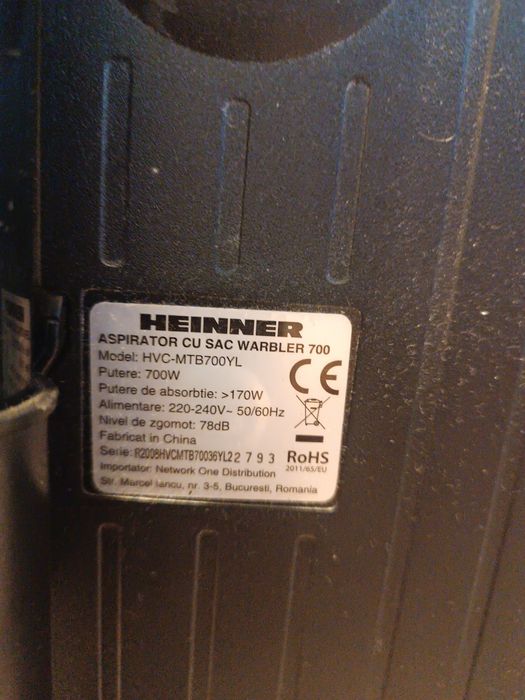 HEINNER
ASPIRATOR CU SAC WARBLER 700
Model: HVC-MTB700YL
Putere: 700W
Putere de absorbtie: >170W
Alimentare: 220-240V~ 50/60Hz
Nivel de zgomot: 78dB
Fabricat in China
Serie: R2008HVCMTB70036YL22793
Importator: Network One Distribution
Str. Marcel Iancu, nr. 3-5, Bucuresti, Romania
CE
RoHS
2011/65/EU